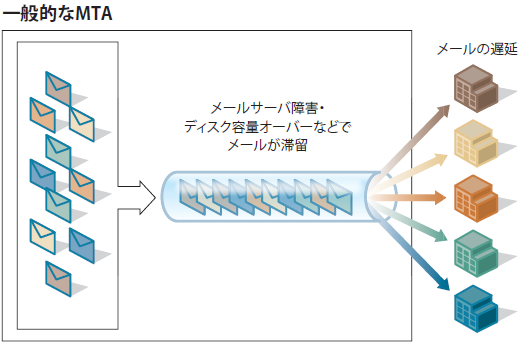 一般的なMTA
メールの遅延
メールサーバ障害・
ディスク容量オーバーなどで
メールが滞留